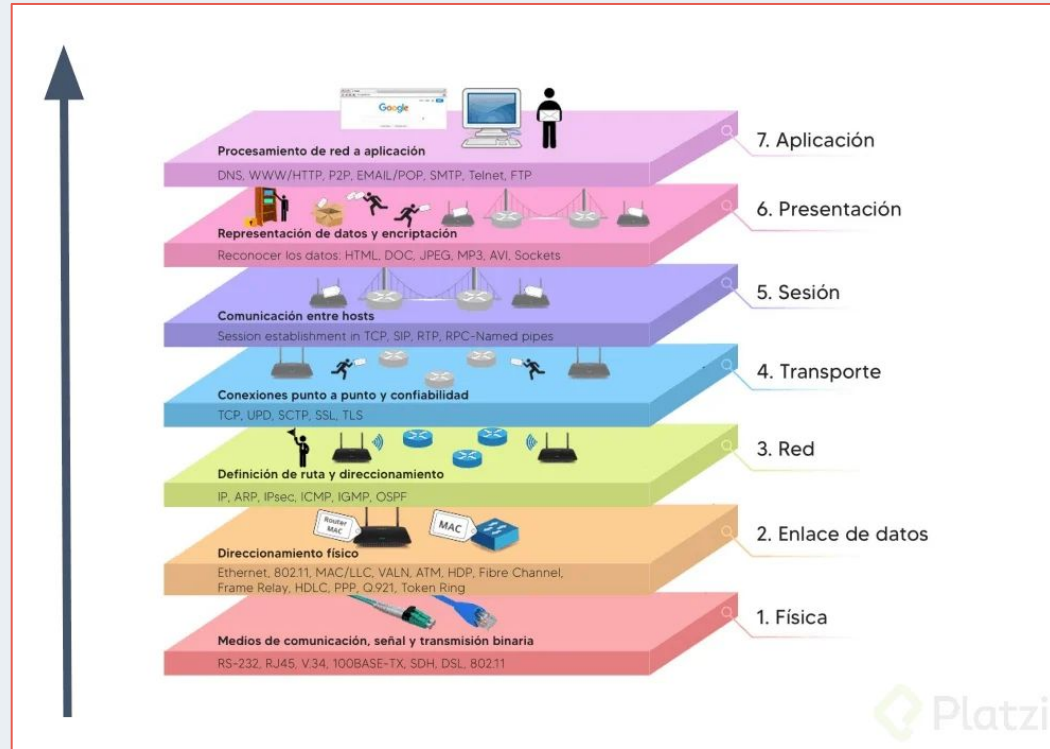 Google
Procesamiento de red a aplicación
DNS, WWW/HTTP, P2P, EMAIL/POP, SMTP, Telnet, FTP
7. Aplicación
Representación de datos y encriptación
Reconocer los datos: HTML, DOC, JPEG, MP3, AVI, Sockets
6. Presentación
Comunicación entre hosts
Session establishment in TCP, SIP, RTP, RPC-Named pipes
5. Sesión
Conexiones punto a punto y confiabilidad
TCP, UPD, SCTP, SSL, TLS
4. Transporte
Definición de ruta y direccionamiento
IP, ARP, IPsec, ICMP, IGMP, OSPF
3. Red
Router
MAC
MAC
Direccionamiento físico
Ethernet, 802.11, MAC/LLC, VALN, ATM, HDP, Fibre Channel,
Frame Relay, HDLC, PPP, Q.921, Token Ring
2. Enlace de datos
Medios de comunicación, señal y transmisión binaria
RS-232, RJ45, V.34, 100BASE-TX, SDH, DSL, 802.11
1. Física
Platzi